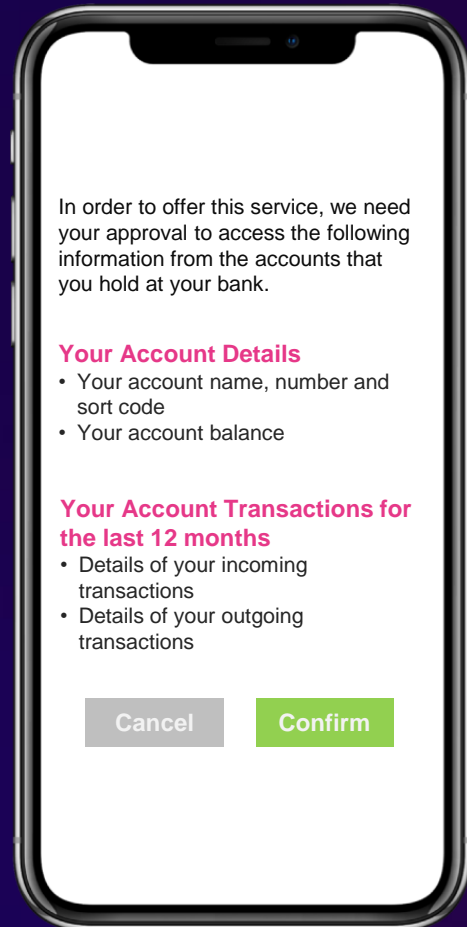 In order to offer this service, we need
your approval to access the following
information from the accounts that
you hold at your bank.
Your Account Details
• Your account name, number and
sort code
• Your account balance
Your Account Transactions for
the last 12 months
• Details of your incoming
transactions
• Details of your outgoing
transactions
Cancel Confirm